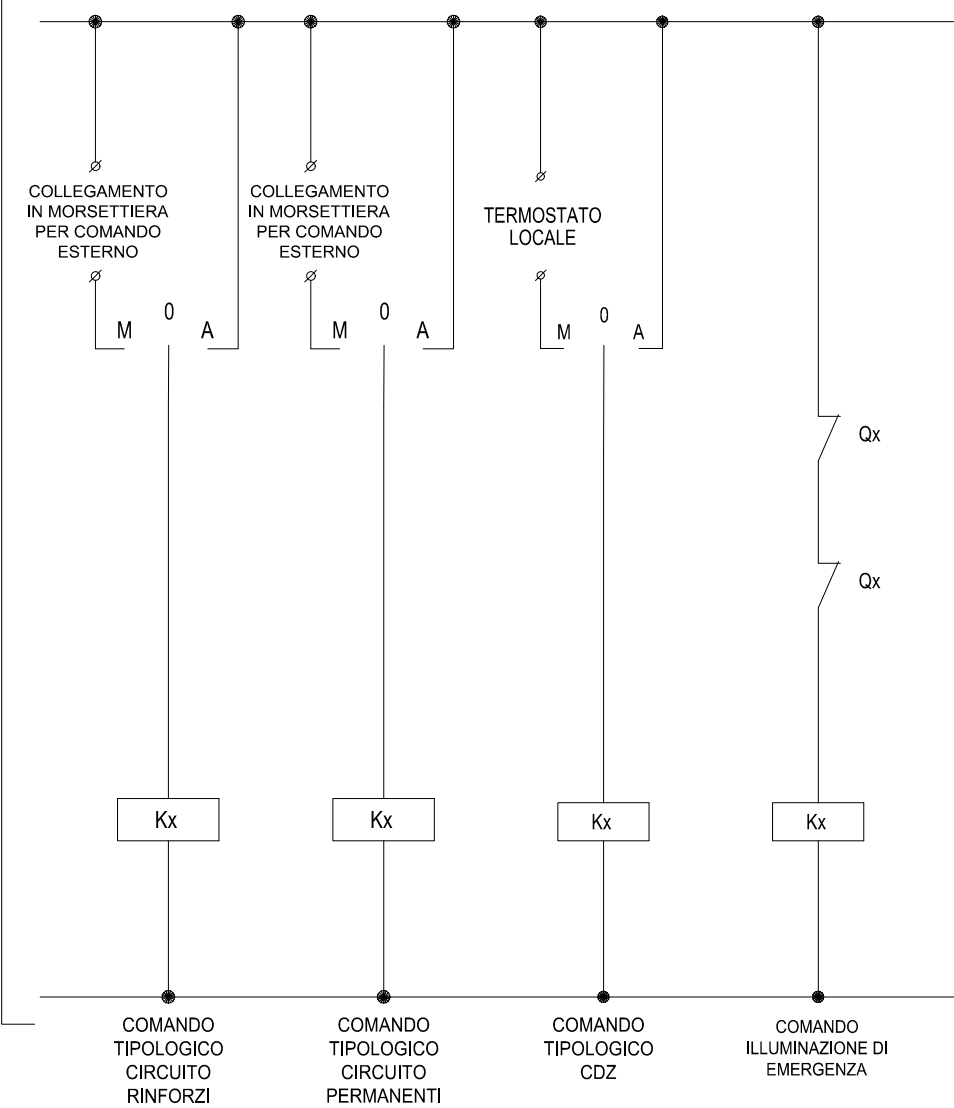 COLLEGAMENTO
IN MORSETTIERA
PER COMANDO
ESTERNO
COLLEGAMENTO
IN MORSETTIERA
PER COMANDO
ESTERNO
TERMOSTATO
LOCALE
M 0 A
M 0 A
M 0 A
Qx
Qx
Kx
Kx
Kx
Kx
COMANDO
TIPOLOGICO
CIRCUITO
RINFORZI
COMANDO
TIPOLOGICO
CIRCUITO
PERMANENTI
COMANDO
TIPOLOGICO
CDZ
COMANDO
ILLUMINAZIONE DI
EMERGENZA